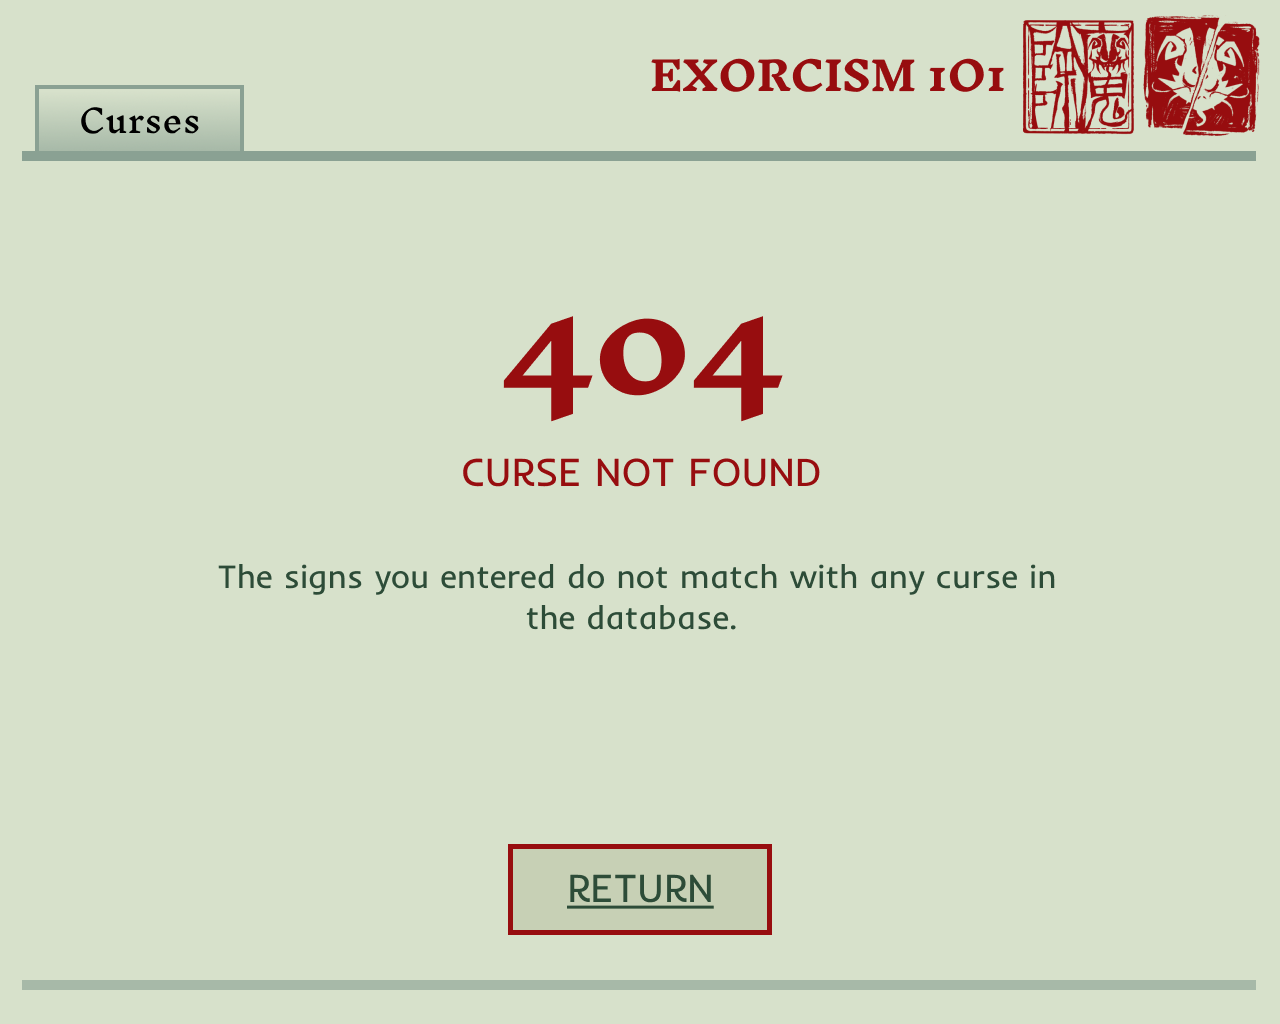 EXORCISM 101
Curses
404
CURSE NOT FOUND
The signs you entered do not match with any curse in
the database.
RETURN